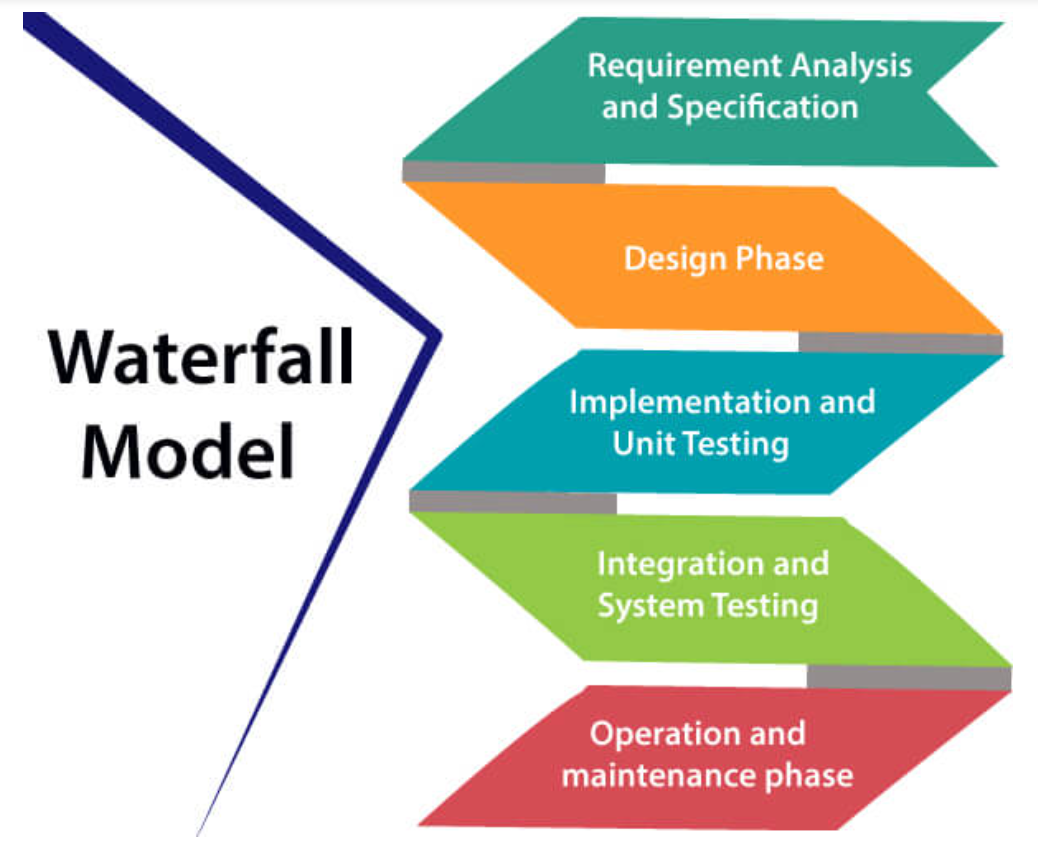 Waterfall
Model
Requirement Analysis
and Specification
Design Phase
Implementation and
Unit Testing
Integration and
System Testing
Operation and
maintenance phase